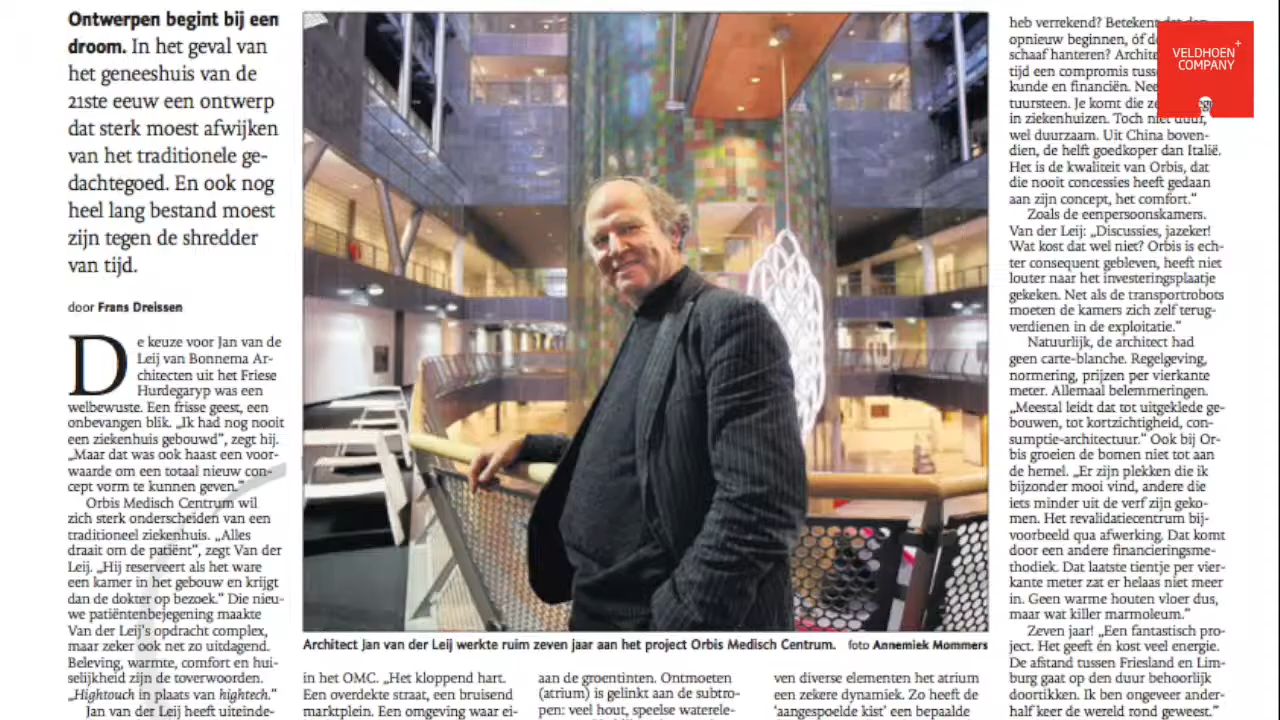 Ontwerpen begint bij een
droom. In het geval van
het geneeshuis van de
21ste eeuw een ontwerp
dat sterk moest afwijken
van het traditionele ge-
dachtegoed. En ook nog
heel lang bestand moest
zijn tegen de shredder
van tijd.
door Frans Dreissen
De keuze voor Jan van de
Leij van Bonnema Ar-
chitecten uit het Friese
Hurdegaryp was een
welbewuste. Een frisse geest, een
onbevangen blik. „Ik had nog nooit
een ziekenhuis gebouwd”, zegt hij.
„Maar dat was ook haast een voor-
waarde om een totaal nieuw con-
cept vorm te kunnen geven.”
Orbis Medisch Centrum wil
zich sterk onderscheiden van een
traditioneel ziekenhuis. „Alles
draait om de patiënt”, zegt Van der
Leij. „Hij reserveert als het ware
een kamer in het gebouw en krijgt
dan de dokter op bezoek.” Die nieu-
we patiëntenbejegening maakte
Van der Leij's opdracht complex,
maar zeker ook net zo uitdagend.
Beleving, warmte, comfort en hui-
selijkheid zijn de toverwoorden.
„Hightouch in plaats van hightech.”
Jan van der Leij heeft uiteinde-
Architect Jan van der Leij werkte ruim zeven jaar aan het project Orbis Medisch Centrum. foto Annemiek Mommers
in het OMC. „Het kloppend hart.
Een overdekte straat, een bruisend
marktplein. Een omgeving waar ei-
aan de groentinten. Ontmoeten
(atrium) is gelinkt aan de subtro-
pen: veel hout, speelse waterele-
ven diverse elementen het atrium
een zekere dynamiek. Zo heeft de
‘aangespoelde kist’ een bepaalde
heb verrekend? Betekent
opnieuw beginnen, óf
schaaf hanteren?
tijd een compromis
kunde en financiën.
tuursteen. Je komt die
in ziekenhuizen. Toch niet duur,
wel duurzaam. Uit China boven-
dien, de helft goedkoper dan Italië.
Het is de kwaliteit van Orbis, dat
die nooit concessies heeft gedaan
aan zijn concept, het comfort.”
Zoals de eenpersoonskamers.
Van der Leij: „Discussies, jazeker!
Wat kost dat wel niet? Orbis is ech-
ter consequent gebleven, heeft niet
louter naar het investeringsplaatje
gekeken. Net als de transportrobots
moeten de kamers zich zelf terug-
verdienen in de exploitatie.”
Natuurlijk, de architect had
geen carte-blanche. Regelgeving,
normering, prijzen per vierkante
meter. Allemaal belemmeringen.
„Meestal leidt dat tot uitgeklede ge-
bouwen, tot kortzichtigheid, con-
sumptie-architectuur.” Ook bij Or-
bis groeien de bomen niet tot aan
de hemel. „Er zijn plekken die ik
bijzonder mooi vind, andere die
iets minder uit de verf zijn geko-
men. Het revalidatiecentrum bij-
voorbeeld qua afwerking. Dat komt
door een andere financieringsme-
thodiek. Dat laatste tientje per vier-
kante meter zat er helaas niet meer
in. Geen warme houten vloer dus,
maar wat killer marmoleum.”
Zeven jaar! „Een fantastisch pro-
ject. Het geeft én kost veel energie.
De afstand tussen Friesland en Lim-
burg gaat op den duur behoorlijk
doortikken. Ik ben ongeveer ander-
half keer de wereld rond geweest.”
VELDHOEN+
COMPANY